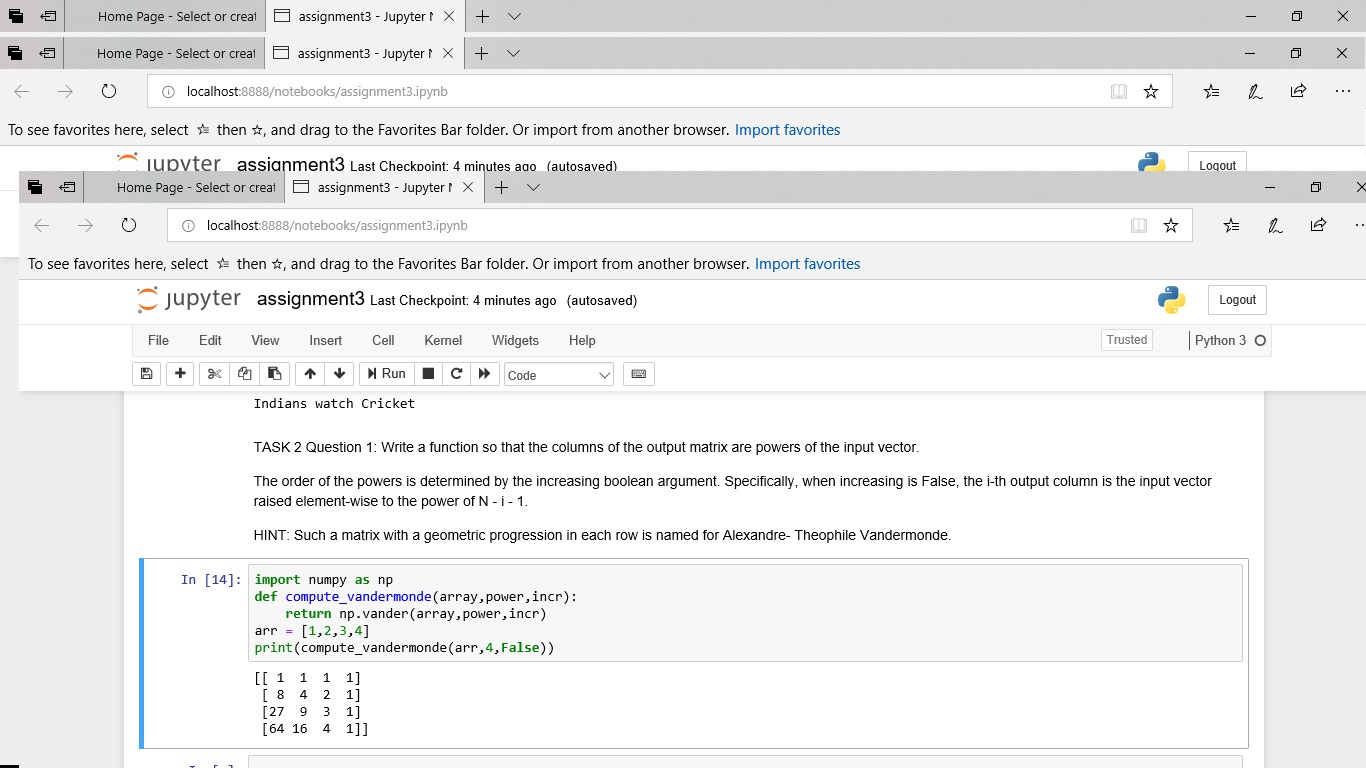 Home Page - Select or creat
assignment3 - Jupyter
Home Page - Select or creat
assignment3 - Jupyter
localhost:8888/notebooks/assignment3.ipynb
To see favorites here, select then , and drag to the Favorites Bar folder. Or import from another browser. Import favorites
jupyter assignment3 Last Checkpoint: 4 minutes ago (autosaved) Logout
Home Page - Select or creat
assignment3 - Jupyter
localhost:8888/notebooks/assignment3.ipynb
To see favorites here, select then , and drag to the Favorites Bar folder. Or import from another browser. Import favorites
jupyter assignment3 Last Checkpoint: 4 minutes ago (autosaved) Logout
File Edit View Insert Cell Kernel Widgets Help Trusted Python 3
Run Code
Indians watch Cricket
TASK 2 Question 1: Write a function so that the columns of the output matrix are powers of the input vector.
The order of the powers is determined by the increasing boolean argument. Specifically, when increasing is False, the i-th output column is the input vector
raised element-wise to the power of N - i - 1.
HINT: Such a matrix with a geometric progression in each row is named for Alexandre- Theophile Vandermonde.
In [14]: import numpy as np
def compute_vandermonde(array,power,incr):
    return np.vander(array,power,incr)
arr = [1,2,3,4]
print(compute_vandermonde(arr,4,False))
[[ 1  1  1  1]
 [ 8  4  2  1]
 [27  9  3  1]
 [64 16  4  1]]